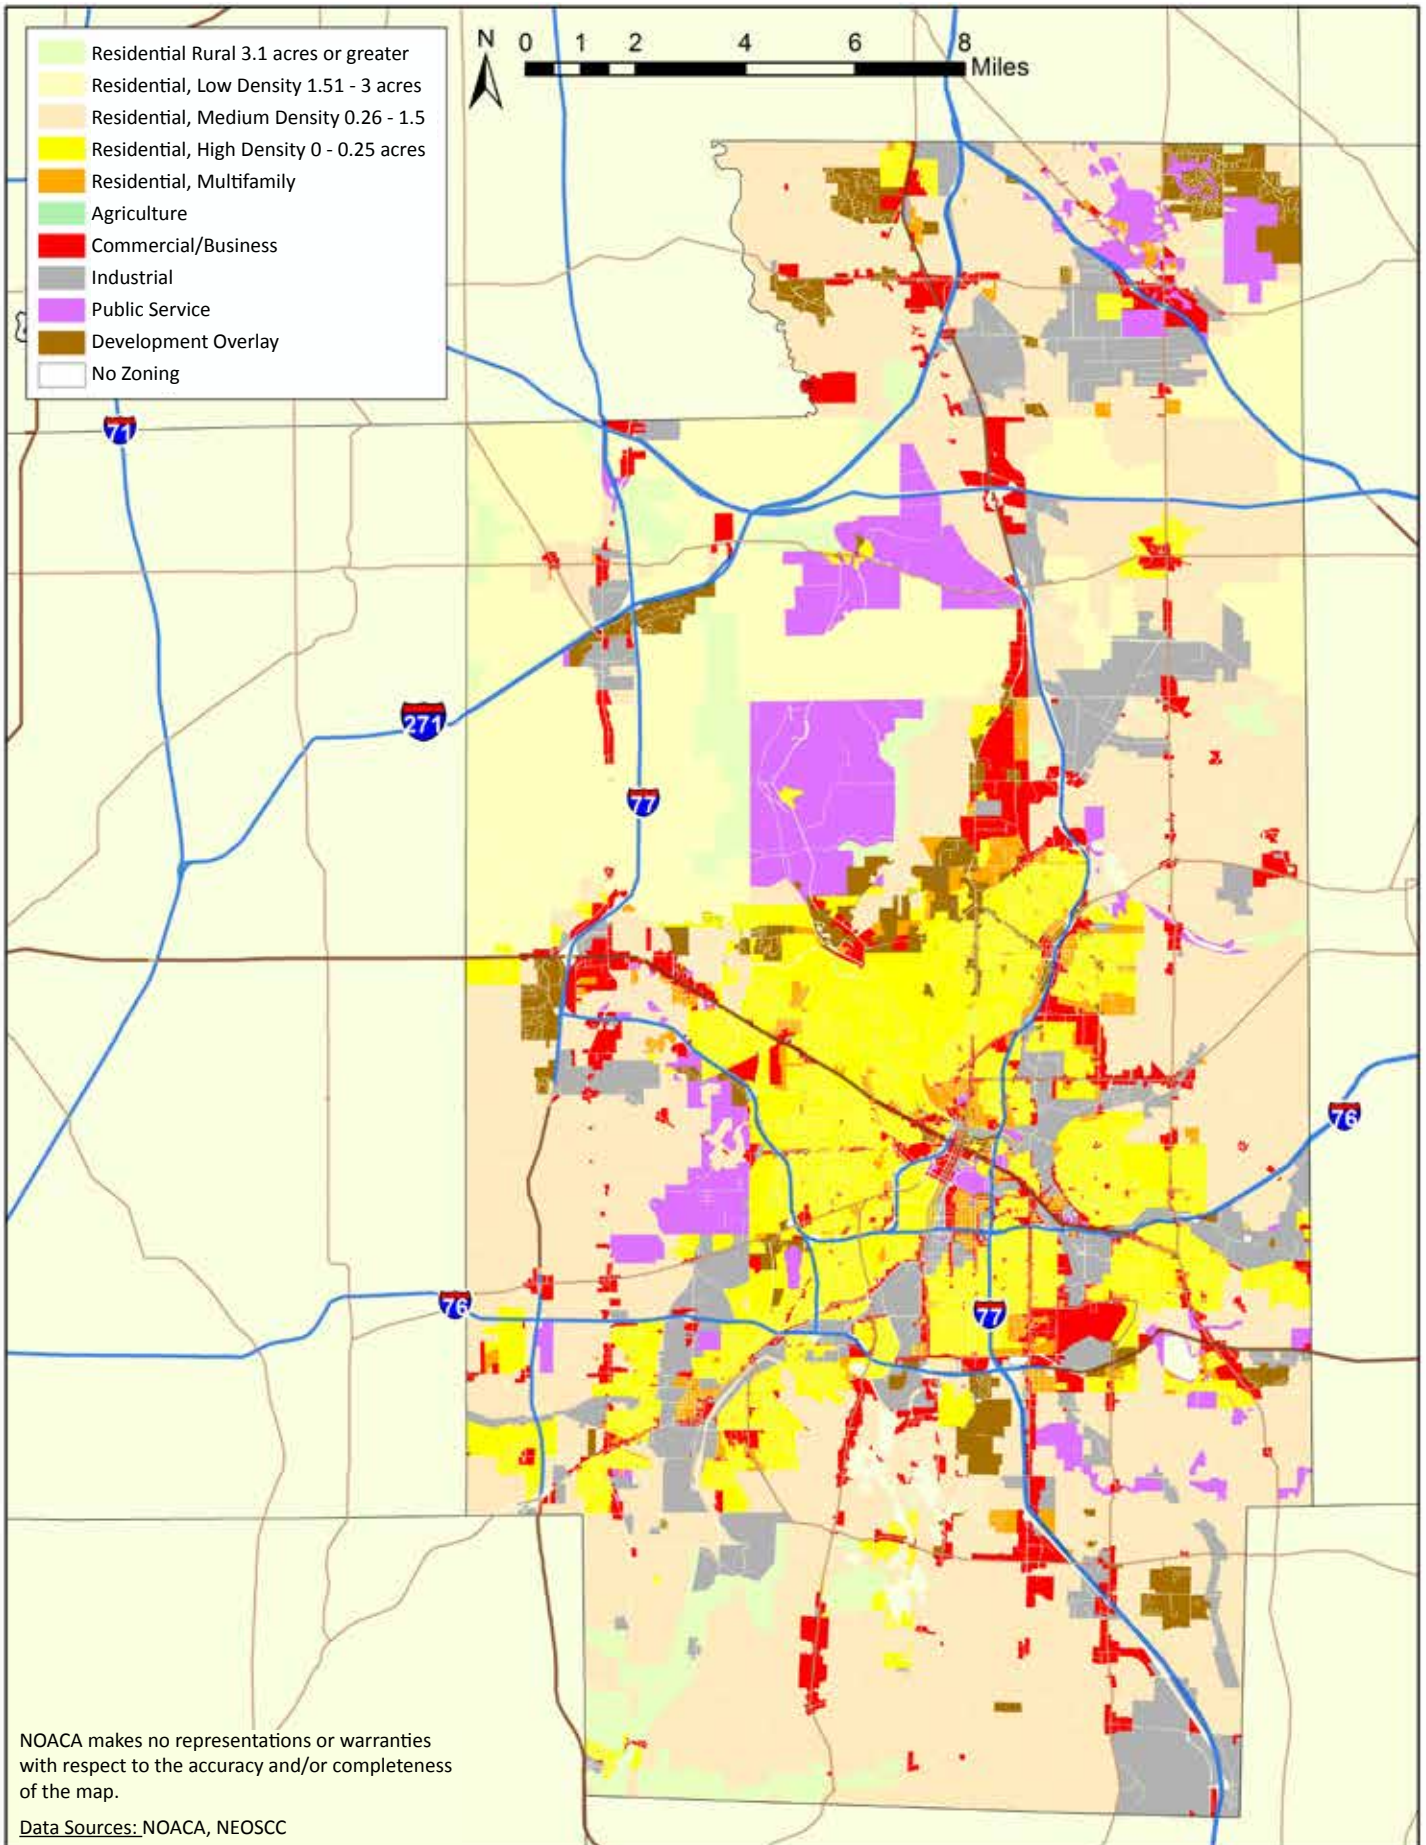 Residential Rural 3.1 acres or greater
Residential, Low Density 1.51 - 3 acres
Residential, Medium Density 0.26 - 1.5
Residential, High Density 0 - 0.25 acres
Residential, Multifamily
Agriculture
Commercial/Business
Industrial
Public Service
Development Overlay
No Zoning
N
0 1 2 4 6 8
Miles
71
271
77
76
76
77
NOACA makes no representations or warranties
with respect to the accuracy and/or completeness
of the map.
Data Sources: NOACA, NEOSCC